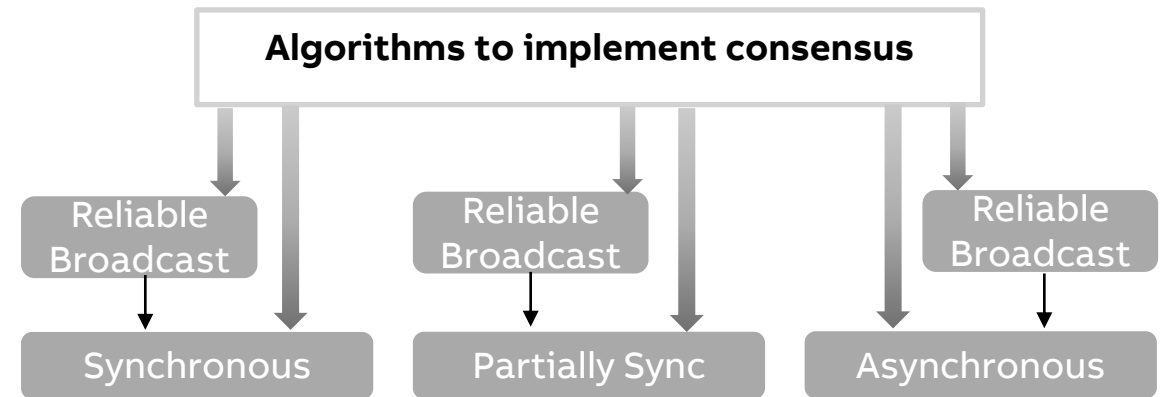 Algorithms to implement consensus
Reliable
Broadcast
Reliable
Broadcast
Reliable
Broadcast
Synchronous
Partially Sync
Asynchronous